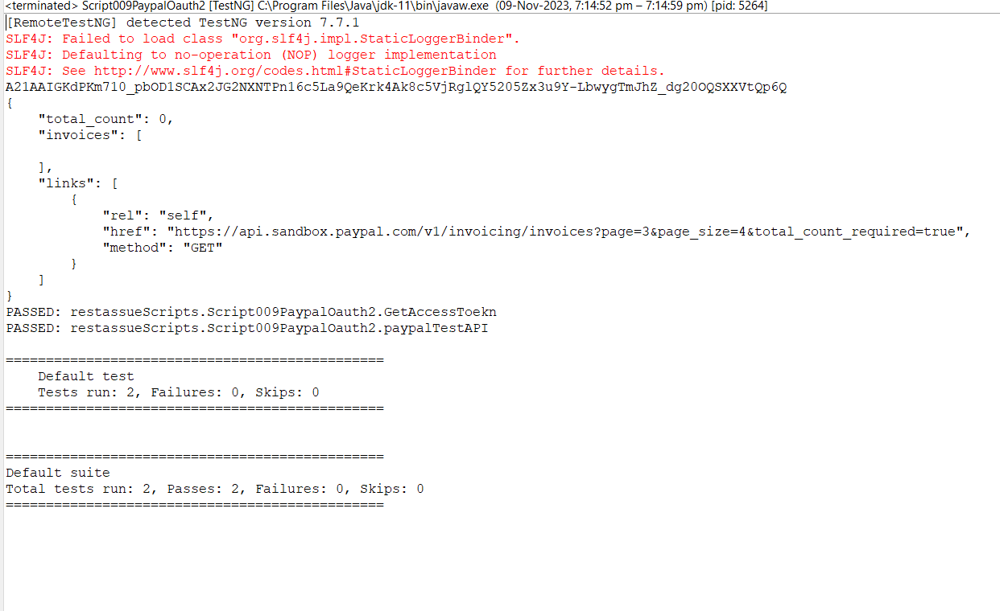 <terminated> Script009PaypalOauth2 [TestNG] C:\Program Files\Java\jdk-11\bin\javaw.exe (09-Nov-2023, 7:14:52 pm – 7:14:59 pm) [pid: 5264]
[RemoteTestNG] detected TestNG version 7.7.1
SLF4J: Failed to load class "org.slf4j.impl.StaticLoggerBinder".
SLF4J: Defaulting to no-operation (NOP) logger implementation
SLF4J: See http://www.slf4j.org/codes.html#StaticLoggerBinder for further details.
A21AAIGKdPKm710_pbOD1SCAx2JG2NXNTPn16c5La9QeKrk4Ak8c5VjRglQY5205Zx3u9Y-LbwygTmJhZ_dg20OQSXXVtQp6Q
{
    "total_count": 0,
    "invoices": [
    ],
    "links": [
        {
            "rel": "self",
            "href": "https://api.sandbox.paypal.com/v1/invoicing/invoices?page=3&page_size=4&total_count_required=true",
            "method": "GET"
        }
    ]
}
PASSED: restassueScripts.Script009PaypalOauth2.GetAccessToekn
PASSED: restassueScripts.Script009PaypalOauth2.paypalTestAPI
===============================================
    Default test
    Tests run: 2, Failures: 0, Skips: 0
===============================================
===============================================
Default suite
Total tests run: 2, Passes: 2, Failures: 0, Skips: 0
===============================================